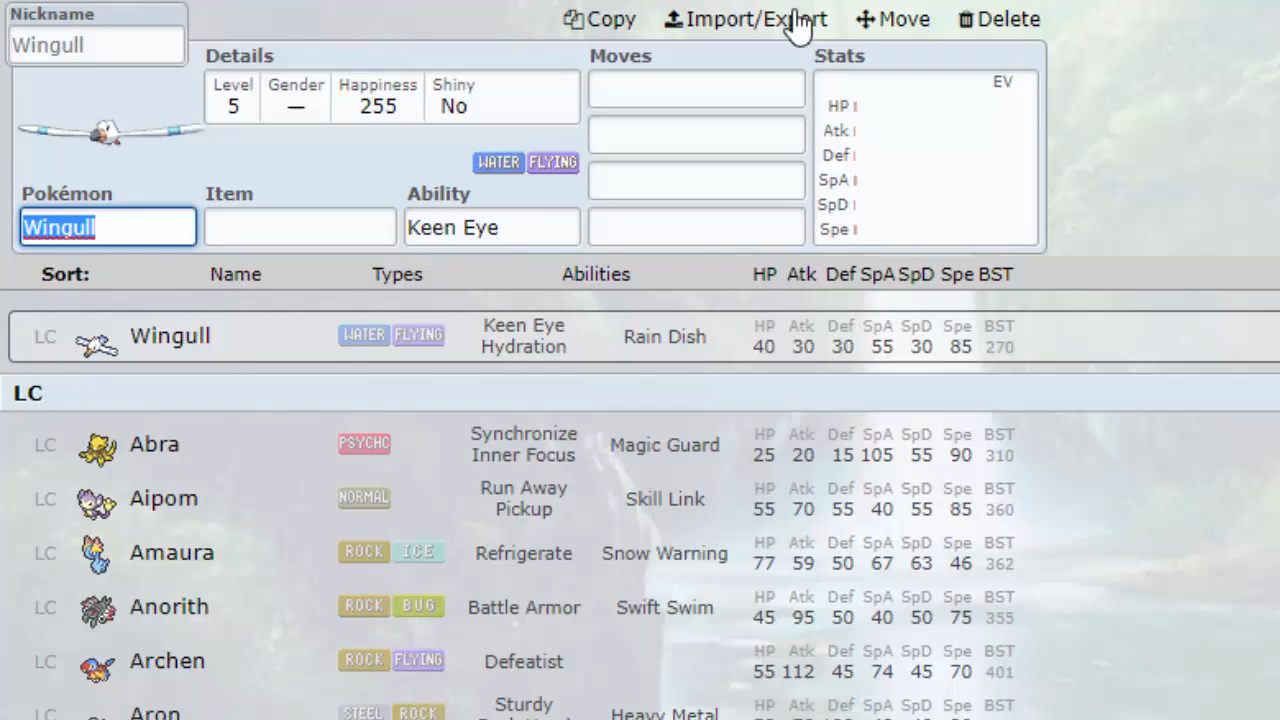 Nickname
Wingull
Copy Import/Export Move Delete
Details
Level Gender Happiness Shiny
5 — 255 No
WATER FLYING
Pokémon Item Ability
Wingull Keen Eye
Moves
Stats
EV
HP
Atk
Def
SpA
SpD
Spe
Sort: Name Types Abilities HP Atk Def SpA SpD Spe BST
LC Wingull WATER FLYING Keen Eye Hydration Rain Dish HP 40 Atk 30 Def 30 SpA 55 SpD 30 Spe 85 BST 270
LC
LC Abra PSYCHC Synchronize Inner Focus Magic Guard HP 25 Atk 20 Def 15 SpA 105 SpD 55 Spe 90 BST 310
LC Aipom NORMAL Run Away Pickup Skill Link HP 55 Atk 70 Def 55 SpA 40 SpD 55 Spe 85 BST 360
LC Amaura ROCK ICE Refrigerate Snow Warning HP 77 Atk 59 Def 50 SpA 67 SpD 63 Spe 46 BST 362
LC Anorith ROCK BUG Battle Armor Swift Swim HP 45 Atk 95 Def 50 SpA 40 SpD 50 Spe 75 BST 355
LC Archen ROCK FLYING Defeatist HP 55 Atk 112 Def 45 SpA 74 SpD 45 Spe 70 BST 401
LC Aron STEEL ROCK Sturdy Heavy Metal HP Atk Def SpA SpD Spe BST